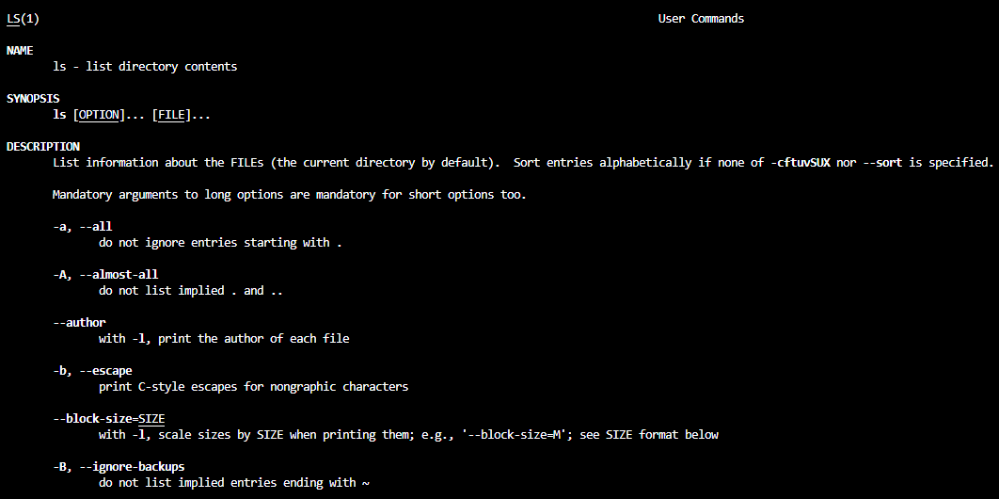 LS(1) User Commands
NAME
ls - list directory contents
SYNOPSIS
ls [OPTION]... [FILE]...
DESCRIPTION
List information about the FILEs (the current directory by default).  Sort entries alphabetically if none of -cftuvSUX nor --sort is specified.
Mandatory arguments to long options are mandatory for short options too.
-a, --all
do not ignore entries starting with .
-A, --almost-all
do not list implied . and ..
--author
with -l, print the author of each file
-b, --escape
print C-style escapes for nongraphic characters
--block-size=SIZE
with -l, scale sizes by SIZE when printing them; e.g., '--block-size=M'; see SIZE format below
-B, --ignore-backups
do not list implied entries ending with ~